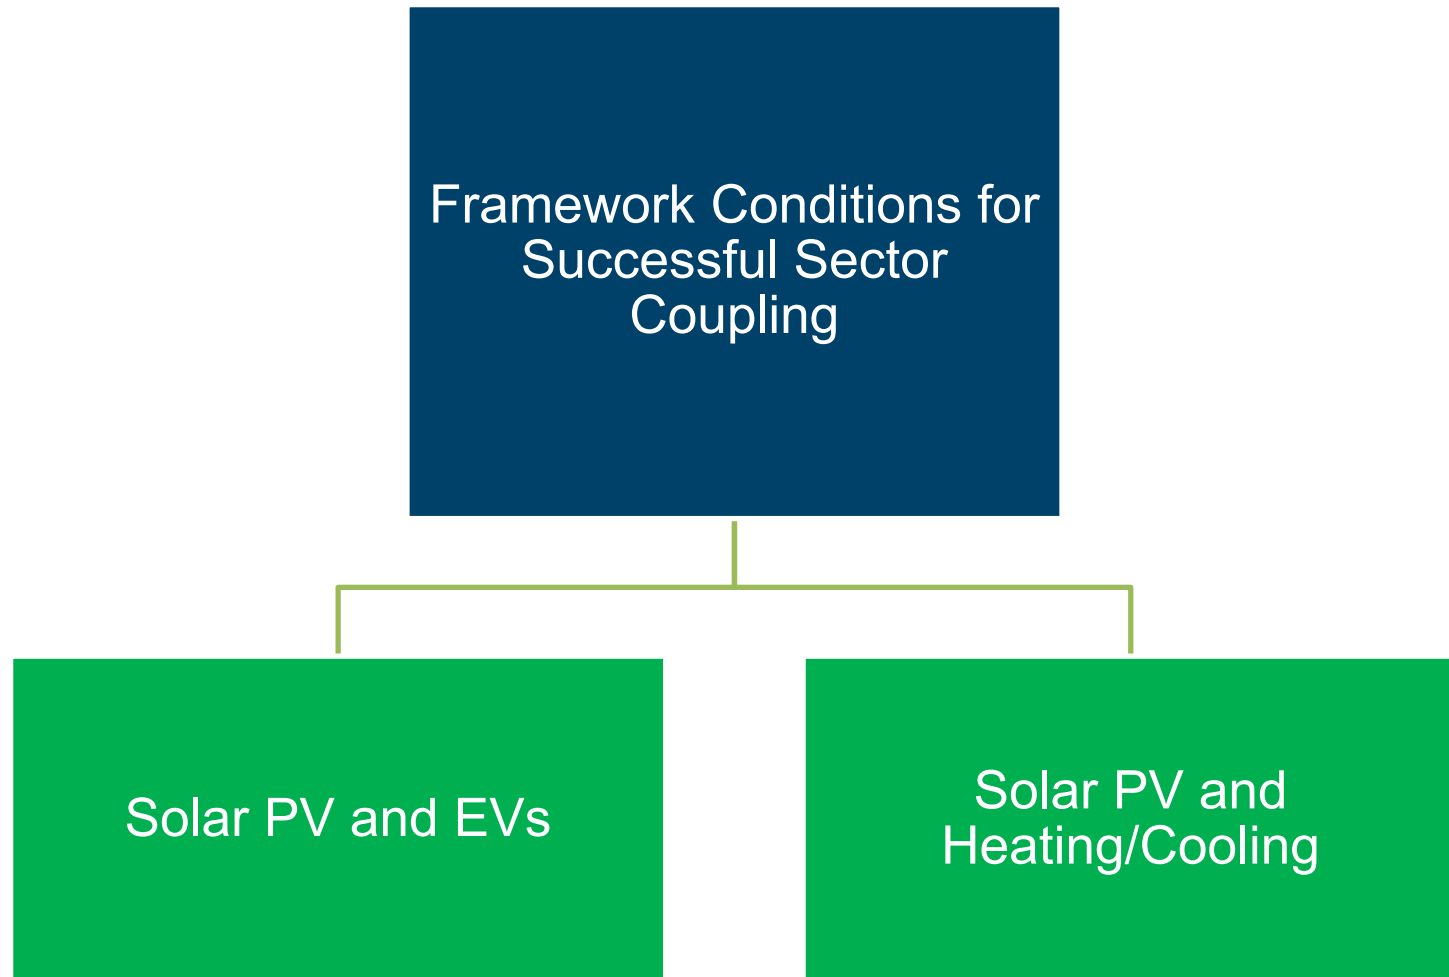 Framework Conditions for
Successful Sector
Coupling
Solar PV and EVs
Solar PV and
Heating/Cooling